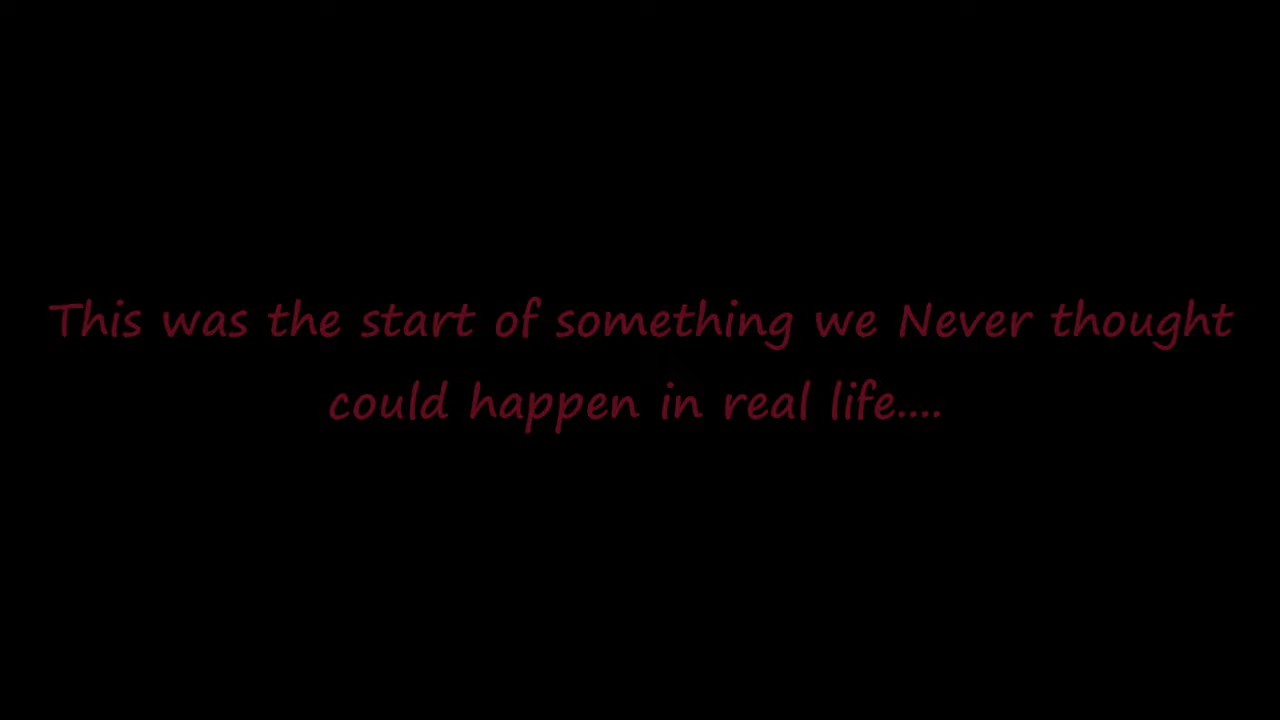 This was the start of something we Never thought
could happen in real life....